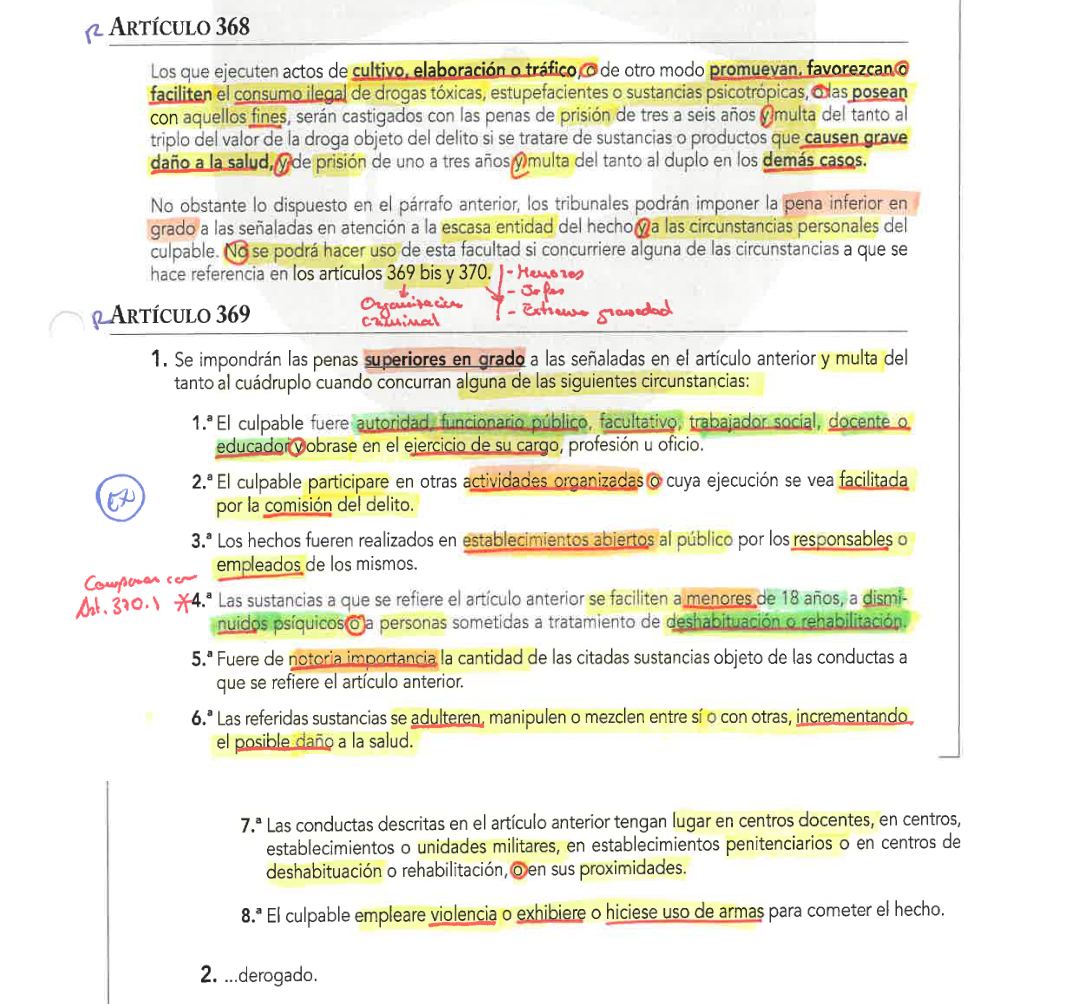 R ARTÍCULO 368
Los que ejecuten actos de cultivo, elaboración o tráfico, o de otro modo promuevan, favorezcan o
faciliten el consumo ilegal de drogas tóxicas, estupefacientes o sustancias psicotrópicas, o las posean
con aquellos fines, serán castigados con las penas de prisión de tres a seis años y multa del tanto al
triplo del valor de la droga objeto del delito si se tratare de sustancias o productos que causen grave
daño a la salud, y de prisión de uno a tres años y multa del tanto al duplo en los demás casos.
No obstante lo dispuesto en el párrafo anterior, los tribunales podrán imponer la pena inferior en
grado a las señaladas en atención a la escasa entidad del hecho y a las circunstancias personales del
culpable. No se podrá hacer uso de esta facultad si concurriere alguna de las circunstancias a que se
hace referencia en los artículos 369 bis y 370.
- Menores
- Jefes
- Extrema gravedad
Organización
criminal
R ARTÍCULO 369
1. Se impondrán las penas superiores en grado a las señaladas en el artículo anterior y multa del
tanto al cuádruplo cuando concurran alguna de las siguientes circunstancias:
1.ª El culpable fuere autoridad, funcionario público, facultativo, trabajador social, docente o
educador y obrase en el ejercicio de su cargo, profesión u oficio.
2.ª El culpable participare en otras actividades organizadas o cuya ejecución se vea facilitada
por la comisión del delito.
3.ª Los hechos fueren realizados en establecimientos abiertos al público por los responsables o
empleados de los mismos.
Comparar con
Art. 370.1 *
4.ª Las sustancias a que se refiere el artículo anterior se faciliten a menores de 18 años, a dismi-
nuidos psíquicos o a personas sometidas a tratamiento de deshabituación o rehabilitación.
5.ª Fuere de notoria importancia la cantidad de las citadas sustancias objeto de las conductas a
que se refiere el artículo anterior.
6.ª Las referidas sustancias se adulteren, manipulen o mezclen entre sí o con otras, incrementando
el posible daño a la salud.
7.ª Las conductas descritas en el artículo anterior tengan lugar en centros docentes, en centros,
establecimientos o unidades militares, en establecimientos penitenciarios o en centros de
deshabituación o rehabilitación, o en sus proximidades.
8.ª El culpable empleare violencia o exhibiere o hiciese uso de armas para cometer el hecho.
2. ...derogado.